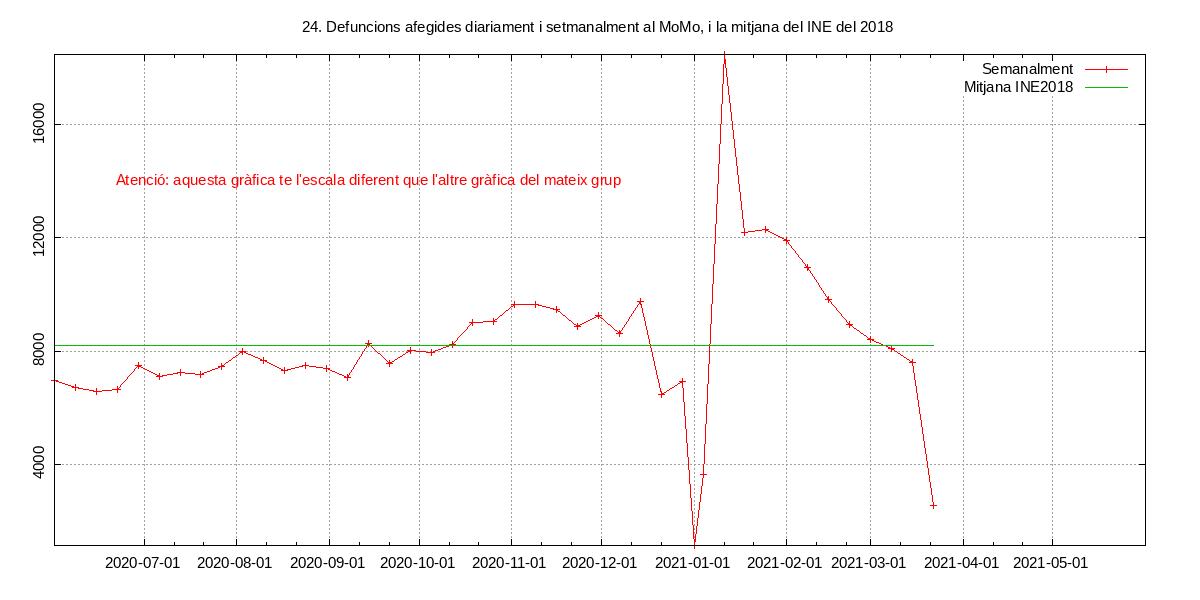 24. Defuncions afegides diariament i setmanalment al MoMo, i la mitjana del INE del 2018
Semanalment
Mitjana INE2018
16000
Atenció: aquesta gràfica te l'escala diferent que l'altre gràfica del mateix grup
12000
8000
4000
2020-07-01 2020-08-01 2020-09-01 2020-10-01 2020-11-01 2020-12-01 2021-01-01 2021-02-01 2021-03-01 2021-04-01 2021-05-01